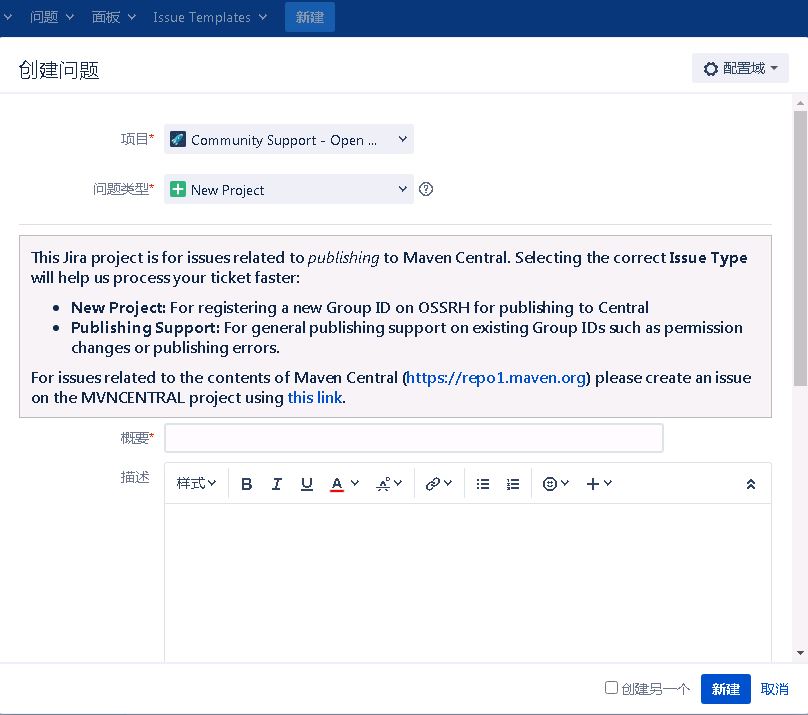 问题 面板 Issue Templates 新建
创建问题 配置域
项目* Community Support - Open ...
问题类型* New Project
This Jira project is for issues related to publishing to Maven Central. Selecting the correct Issue Type
will help us process your ticket faster:
• New Project: For registering a new Group ID on OSSRH for publishing to Central
• Publishing Support: For general publishing support on existing Group IDs such as permission
changes or publishing errors.
For issues related to the contents of Maven Central (https://repo1.maven.org) please create an issue
on the MVNCENTRAL project using this link.
概要*
描述 样式 B I U A
创建另一个 新建 取消